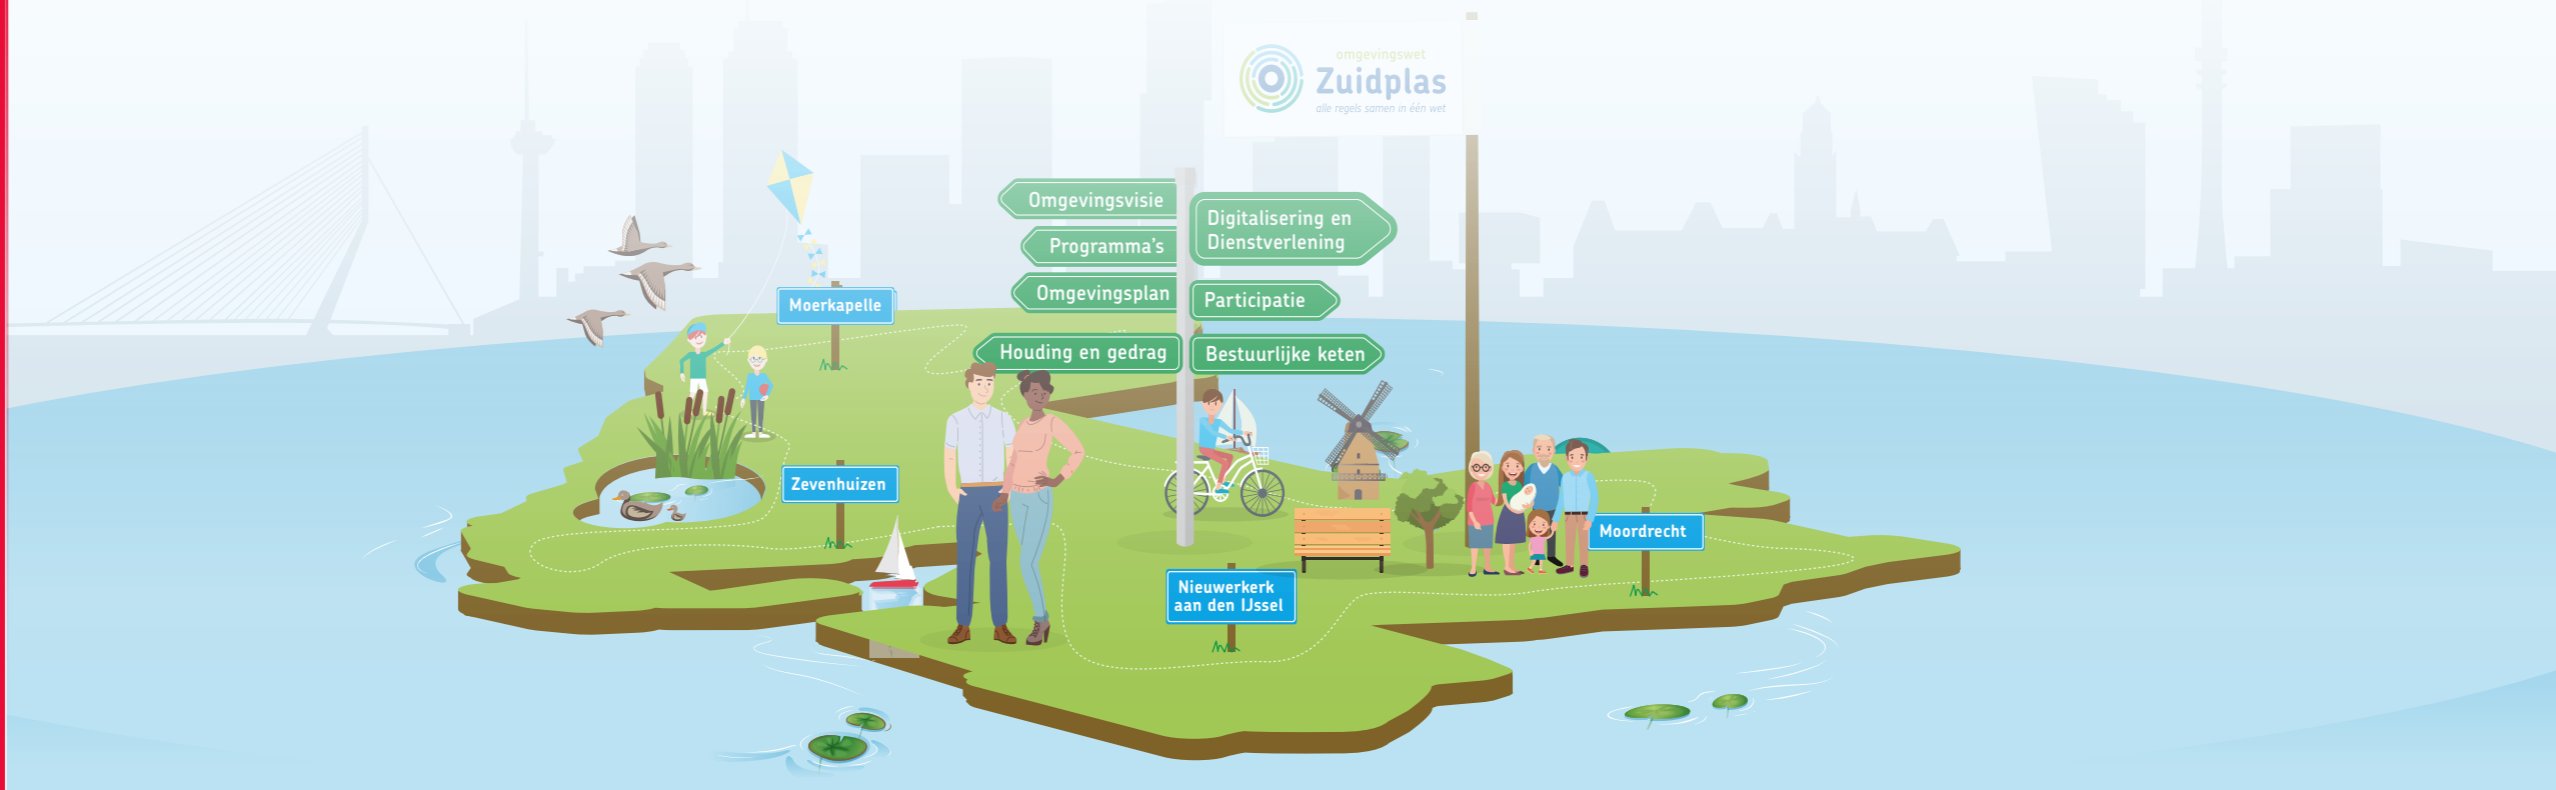 omgevingswet
Zuidplas
alle regels samen in één wet
Omgevingsvisie
Programma's
Omgevingsplan
Houding en gedrag
Digitalisering en
Dienstverlening
Participatie
Bestuurlijke keten
Moerkapelle
Zevenhuizen
Nieuwerkerk
aan den IJssel
Moordrecht